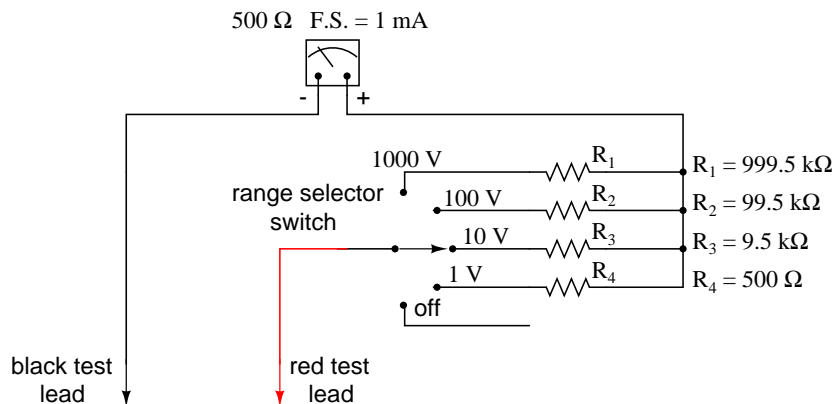 500 Ω F.S. = 1 mA
- +
1000 V R1 R1 = 999.5 kΩ
range selector
switch
100 V R2 R2 = 99.5 kΩ
10 V R3 R3 = 9.5 kΩ
1 V R4 R4 = 500 Ω
off
black test
lead
red test
lead